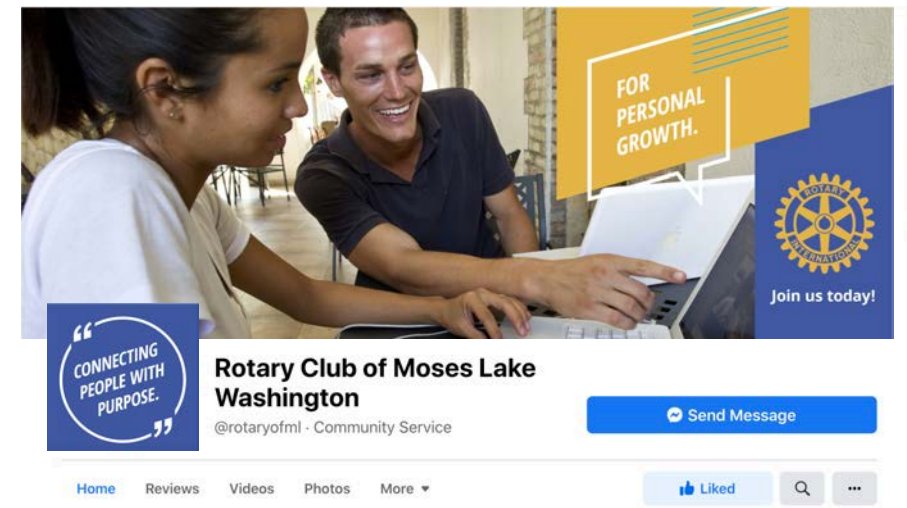 FOR
PERSONAL
GROWTH.
ROTARY
INTERNATIONAL
Join us today!
“
CONNECTING
PEOPLE WITH
PURPOSE.
”
Rotary Club of Moses Lake
Washington
@rotaryofml · Community Service
Send Message
Home Reviews Videos Photos More ▾
Liked
···